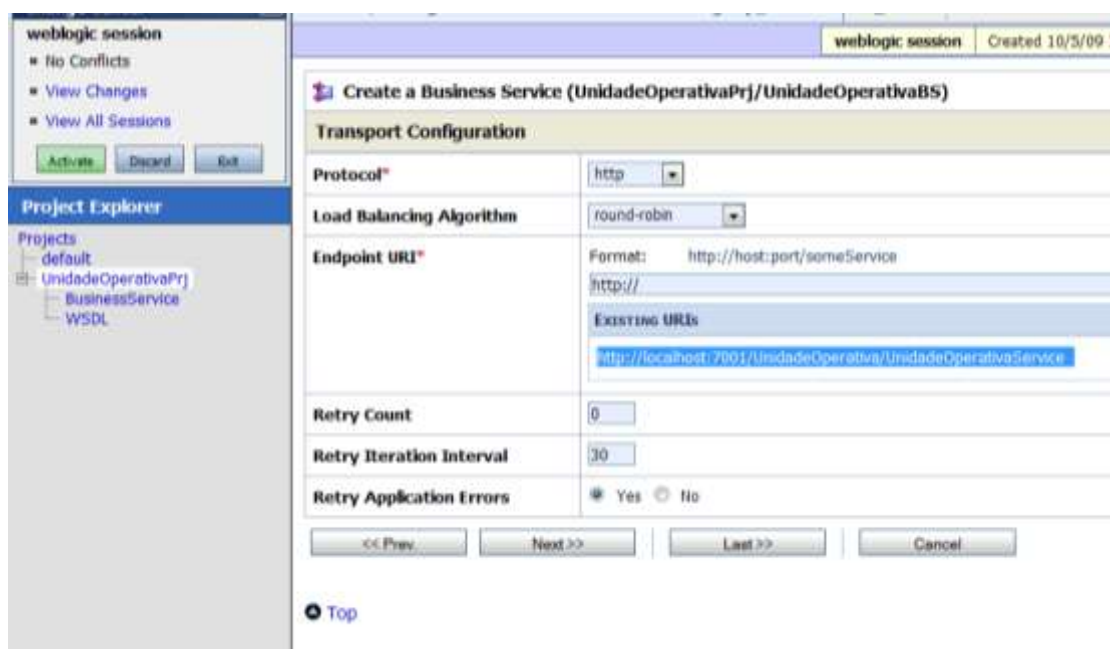 weblogic session
No Conflicts
View Changes
View All Sessions
Activate Discard Exit
Project Explorer
Projects
default
UnidadeOperativaPrj
BusinessService
WSDL
weblogic session Created 10/5/09
Create a Business Service (UnidadeOperativaPrj/UnidadeOperativaBS)
Transport Configuration
Protocol* http
Load Balancing Algorithm round-robin
Endpoint URI* Format: http://host:port/someService
http://
EXISTING URIS
http://localhost:7001/UnidadeOperativa/UnidadeOperativaService
Retry Count 0
Retry Iteration Interval 30
Retry Application Errors Yes No
<< Prev. Next >> Last >> Cancel
Top